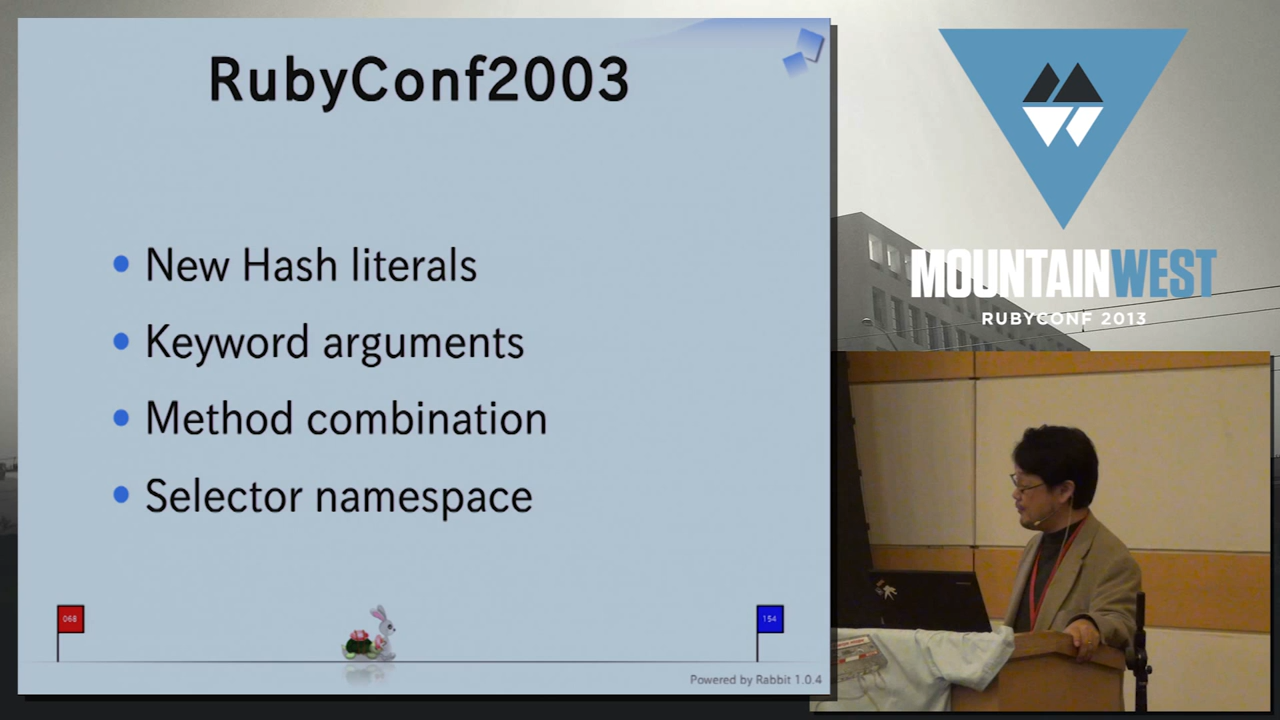 RubyConf2003
New Hash literals
Keyword arguments
Method combination
Selector namespace
068
154
Powered by Rabbit 1.0.4
MOUNTAINWEST
RUBYCONF 2013